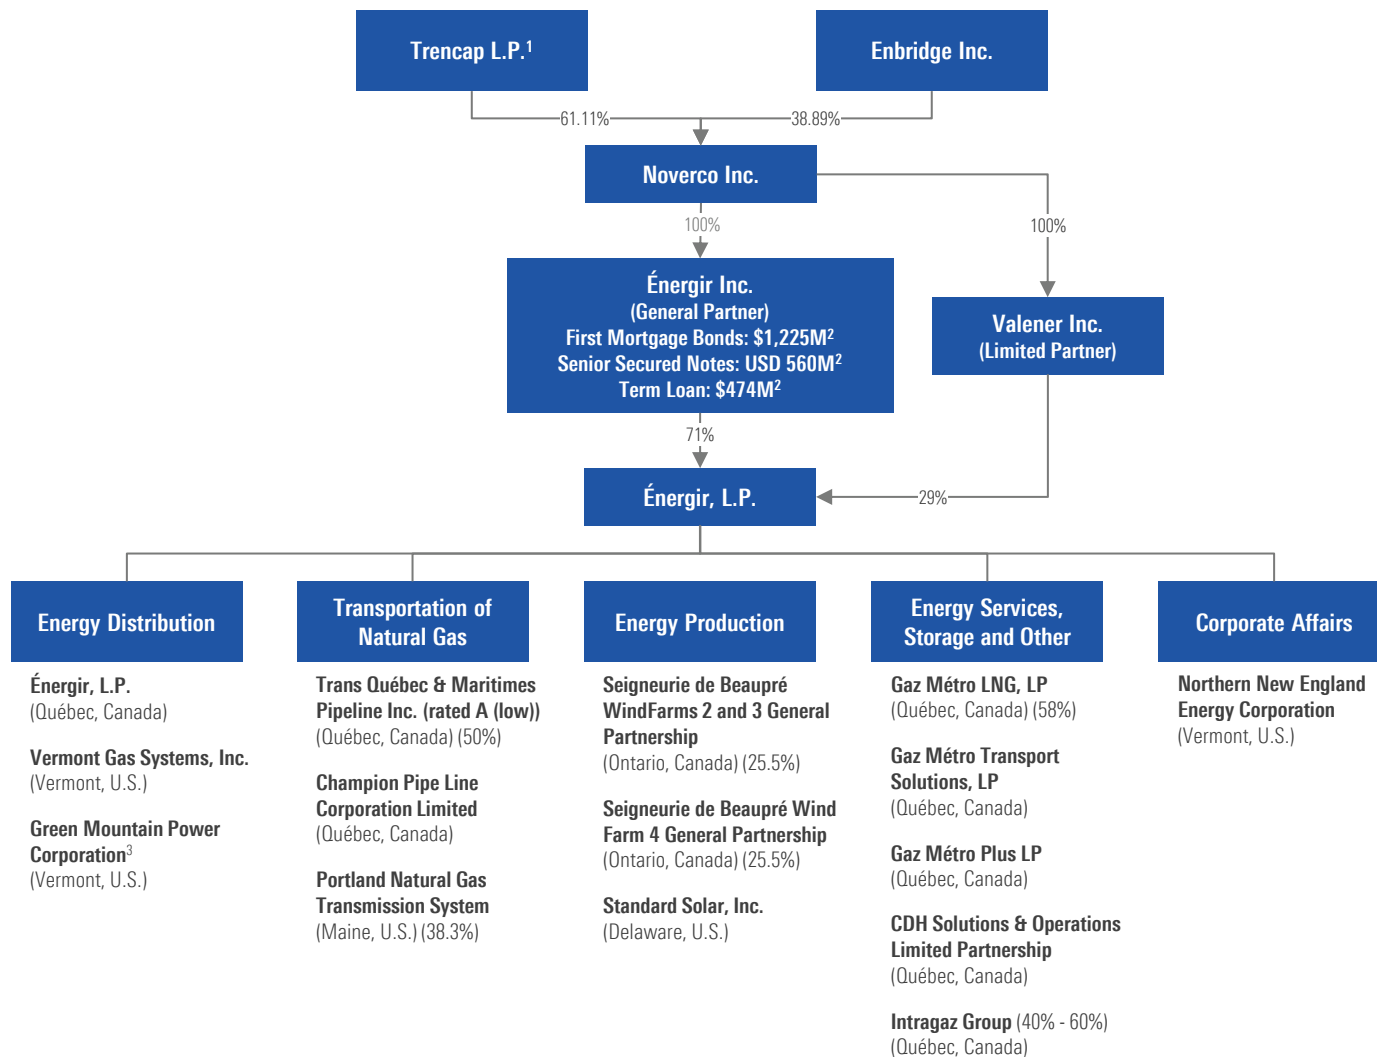 Trencap L.P.¹
Enbridge Inc.
61.11%
38.89%
Noverco Inc.
100%
100%
Énergir Inc.
(General Partner)
First Mortgage Bonds: $1,225M²
Senior Secured Notes: USD 560M²
Term Loan: $474M²
Valener Inc.
(Limited Partner)
71%
Énergir, L.P.
29%
Energy Distribution
Énergir, L.P.
(Québec, Canada)
Vermont Gas Systems, Inc.
(Vermont, U.S.)
Green Mountain Power
Corporation³
(Vermont, U.S.)
Transportation of
Natural Gas
Trans Québec & Maritimes
Pipeline Inc. (rated A (low))
(Québec, Canada) (50%)
Champion Pipe Line
Corporation Limited
(Québec, Canada)
Portland Natural Gas
Transmission System
(Maine, U.S.) (38.3%)
Energy Production
Seigneurie de Beaupré
WindFarms 2 and 3 General
Partnership
(Ontario, Canada) (25.5%)
Seigneurie de Beaupré Wind
Farm 4 General Partnership
(Ontario, Canada) (25.5%)
Standard Solar, Inc.
(Delaware, U.S.)
Energy Services,
Storage and Other
Gaz Métro LNG, LP
(Québec, Canada) (58%)
Gaz Métro Transport
Solutions, LP
(Québec, Canada)
Gaz Métro Plus LP
(Québec, Canada)
CDH Solutions & Operations
Limited Partnership
(Québec, Canada)
Intragaz Group (40% - 60%)
(Québec, Canada)
Corporate Affairs
Northern New England
Energy Corporation
(Vermont, U.S.)